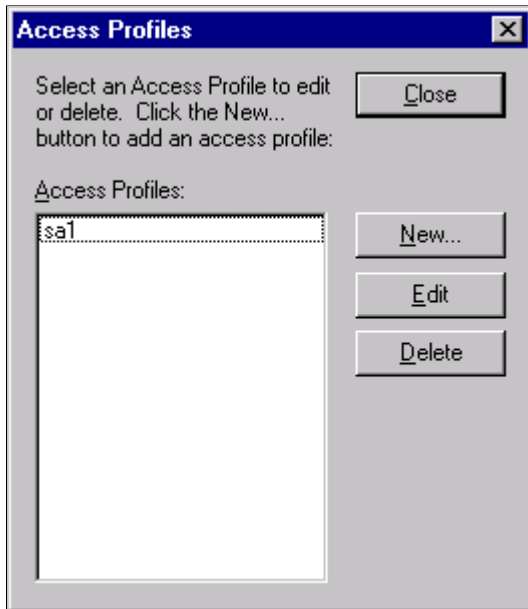 Access Profiles
Select an Access Profile to edit
or delete. Click the New...
button to add an access profile:
Close
Access Profiles:
sa1
New...
Edit
Delete